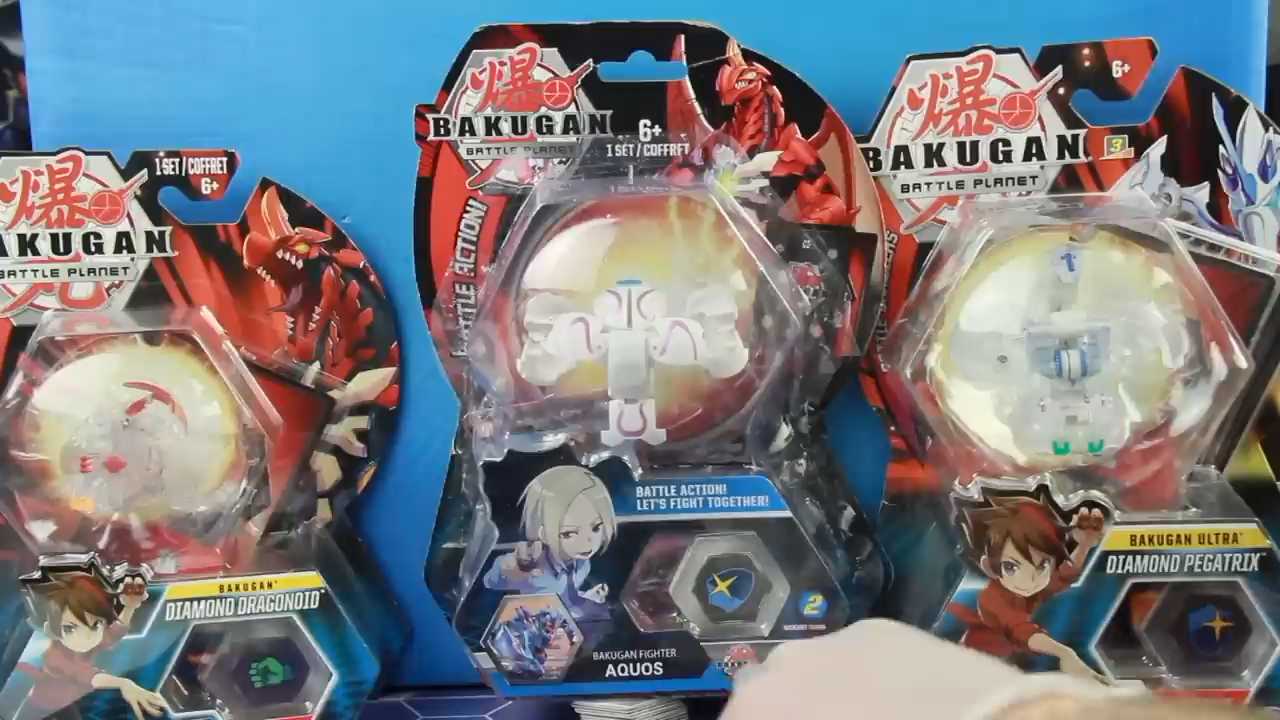 1 SET / COFFRET
6+
爆
AKUGAN
BATTLE PLANET
BAKUGAN
DIAMOND DRAGONOID
爆
BAKUGAN
BATTLE PLANET
6+
1 SET / COFFRET
BATTLE ACTION!
BATTLE ACTION!
LET'S FIGHT TOGETHER!
2
BAKUGAN FIGHTER
AQUOS
爆
BAKUGAN
BATTLE PLANET
6+
3
BAKUGAN ULTRA
DIAMOND PEGATRIX